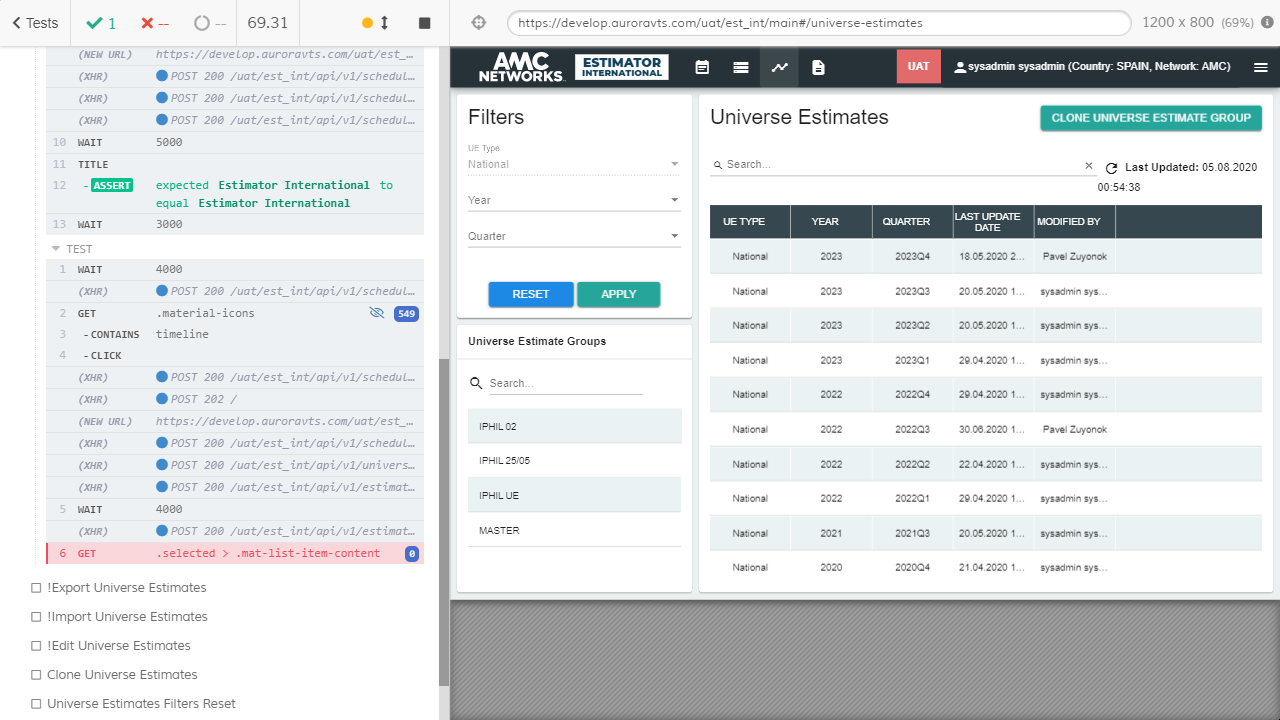 Tests
1
--
--
69.31
https://develop.auroravts.com/uat/est_int/main#/universe-estimates
1200 x 800 (69%)
(NEW URL) https://develop.auroravts.com/uat/est_...
(XHR) POST 200 /uat/est_int/api/v1/schedul...
(XHR) POST 200 /uat/est_int/api/v1/schedul...
(XHR) POST 200 /uat/est_int/api/v1/schedul...
10 WAIT 5000
11 TITLE
12 -ASSERT expected Estimator International to
equal Estimator International
13 WAIT 3000
TEST
1 WAIT 4000
(XHR) POST 200 /uat/est_int/api/v1/schedul...
2 GET .material-icons 549
3 -CONTAINS timeline
4 -CLICK
(XHR) POST 200 /uat/est_int/api/v1/schedul...
(XHR) POST 202 /
(NEW URL) https://develop.auroravts.com/uat/est_...
(XHR) POST 200 /uat/est_int/api/v1/schedul...
(XHR) POST 200 /uat/est_int/api/v1/univers...
(XHR) POST 200 /uat/est_int/api/v1/estimat...
5 WAIT 4000
(XHR) POST 200 /uat/est_int/api/v1/estimat...
6 GET .selected > .mat-list-item-content 0
!Export Universe Estimates
!Import Universe Estimates
!Edit Universe Estimates
Clone Universe Estimates
Universe Estimates Filters Reset
AMC
NETWORKS
ESTIMATOR
INTERNATIONAL
UAT
sysadmin sysadmin (Country: SPAIN, Network: AMC)
Filters
UE Type
National
Year
Quarter
RESET APPLY
Universe Estimate Groups
Search...
IPHIL 02
IPHIL 25/05
IPHIL UE
MASTER
Universe Estimates
CLONE UNIVERSE ESTIMATE GROUP
Search...
Last Updated: 05.08.2020
00:54:38
UE TYPE YEAR QUARTER LAST UPDATE DATE MODIFIED BY
National 2023 2023Q4 18.05.2020 2... Pavel Zuyonok
National 2023 2023Q3 20.05.2020 1... sysadmin sys...
National 2023 2023Q2 20.05.2020 1... sysadmin sys...
National 2023 2023Q1 29.04.2020 1... sysadmin sys...
National 2022 2022Q4 29.04.2020 1... sysadmin sys...
National 2022 2022Q3 30.06.2020 1... Pavel Zuyonok
National 2022 2022Q2 22.04.2020 1... sysadmin sys...
National 2022 2022Q1 29.04.2020 1... sysadmin sys...
National 2021 2021Q3 20.05.2020 1... sysadmin sys...
National 2020 2020Q4 21.04.2020 1... sysadmin sys...